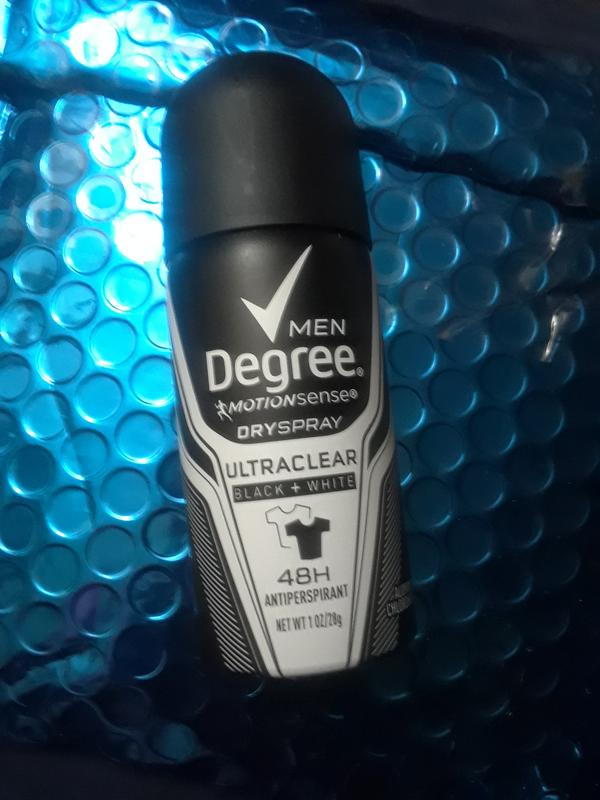 MEN
Degree®
MOTIONsense®
DRYSPRAY
ULTRACLEAR
BLACK + WHITE
48H
ANTIPERSPIRANT
NET WT 1 OZ/28g